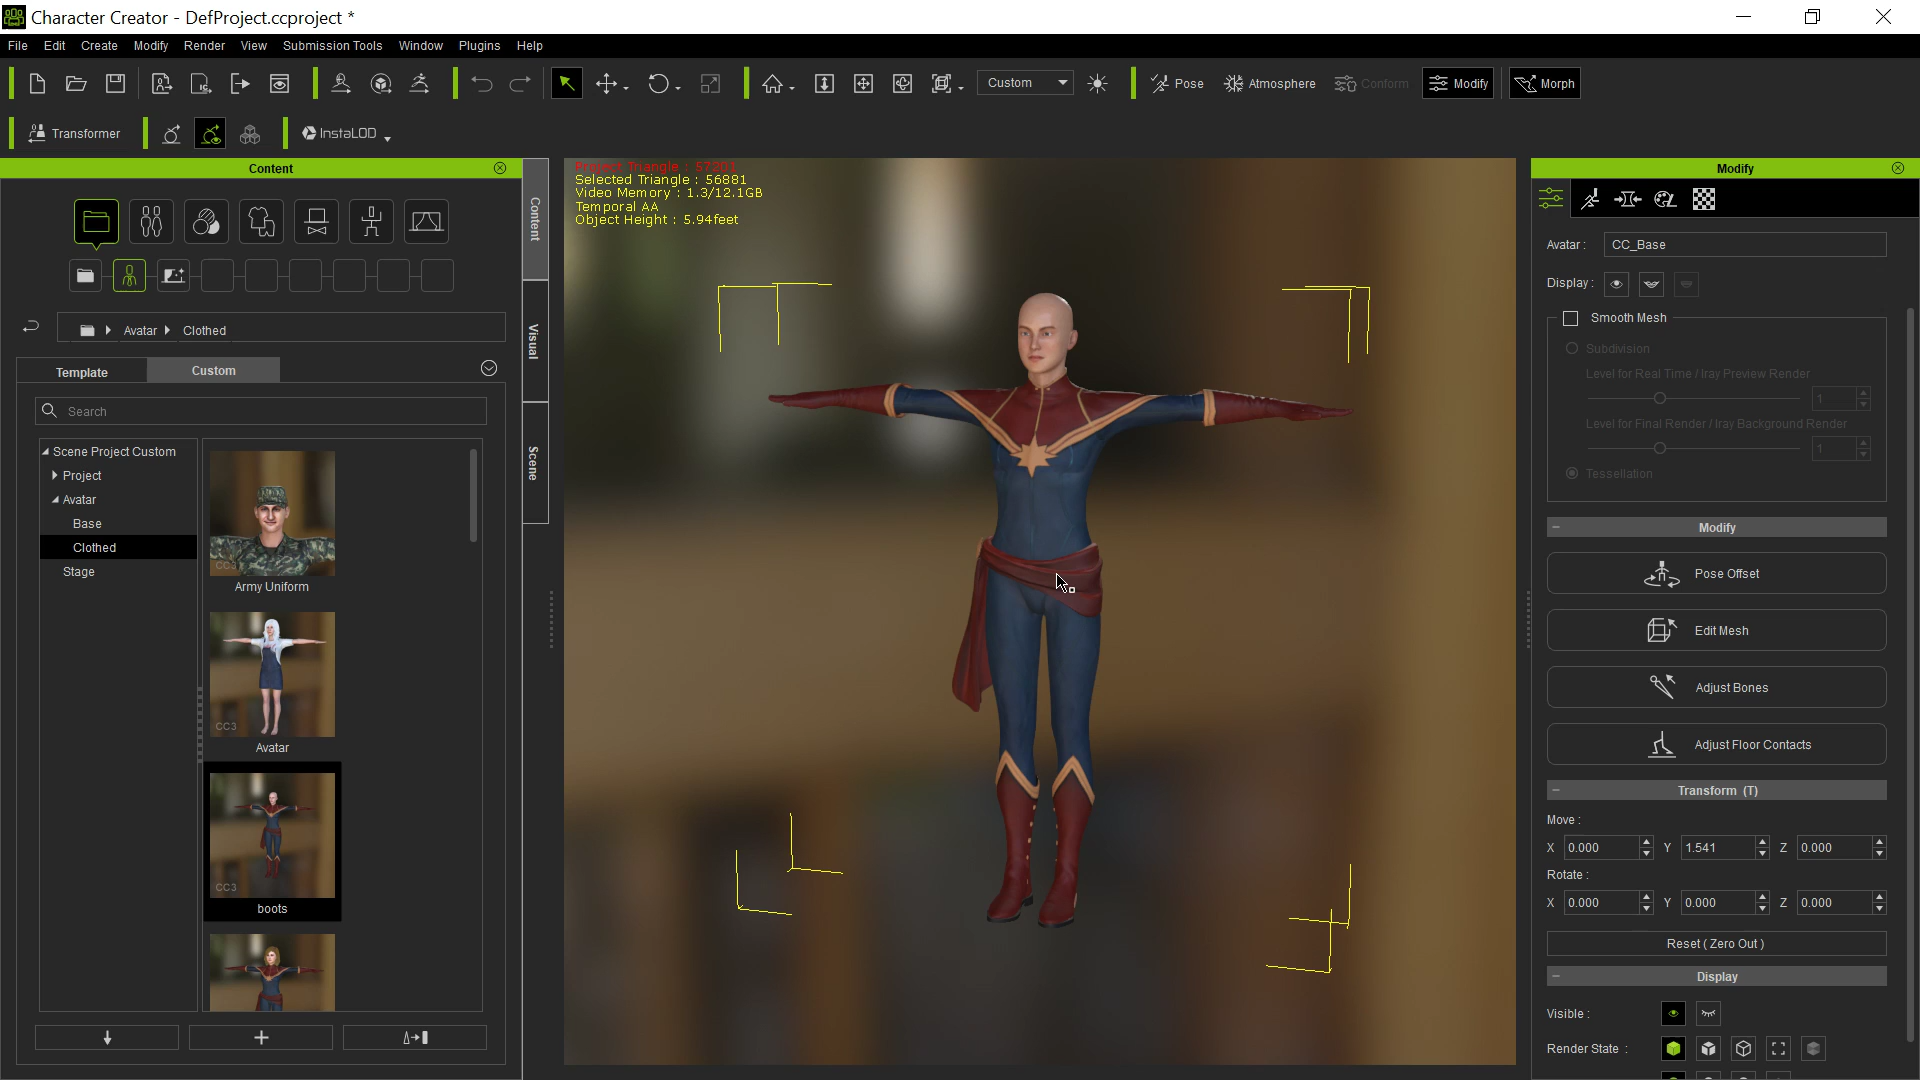 Character Creator - DefProject.ccproject *
File Edit Create Modify Render View Submission Tools Window Plugins Help
Custom Pose Atmosphere Conform Modify Morph
Transformer InstaLOD
Content
Avatar Clothed
Template Custom
Search
Scene Project Custom
Project
Avatar
Base
Clothed
Stage
CC3
Army Uniform
CC3
Avatar
CC3
boots
Content
Visual
Scene
Project Triangle : 57201
Selected Triangle : 56881
Video Memory : 1.3/12.1GB
Temporal AA
Object Height : 5.94feet
Modify
Avatar : CC_Base
Display :
Smooth Mesh
Subdivision
Level for Real Time / Iray Preview Render
1
Level for Final Render / Iray Background Render
1
Tessellation
Modify
Pose Offset
Edit Mesh
Adjust Bones
Adjust Floor Contacts
Transform (T)
Move :
X 0.000 Y 1.541 Z 0.000
Rotate :
X 0.000 Y 0.000 Z 0.000
Reset ( Zero Out )
Display
Visible :
Render State :